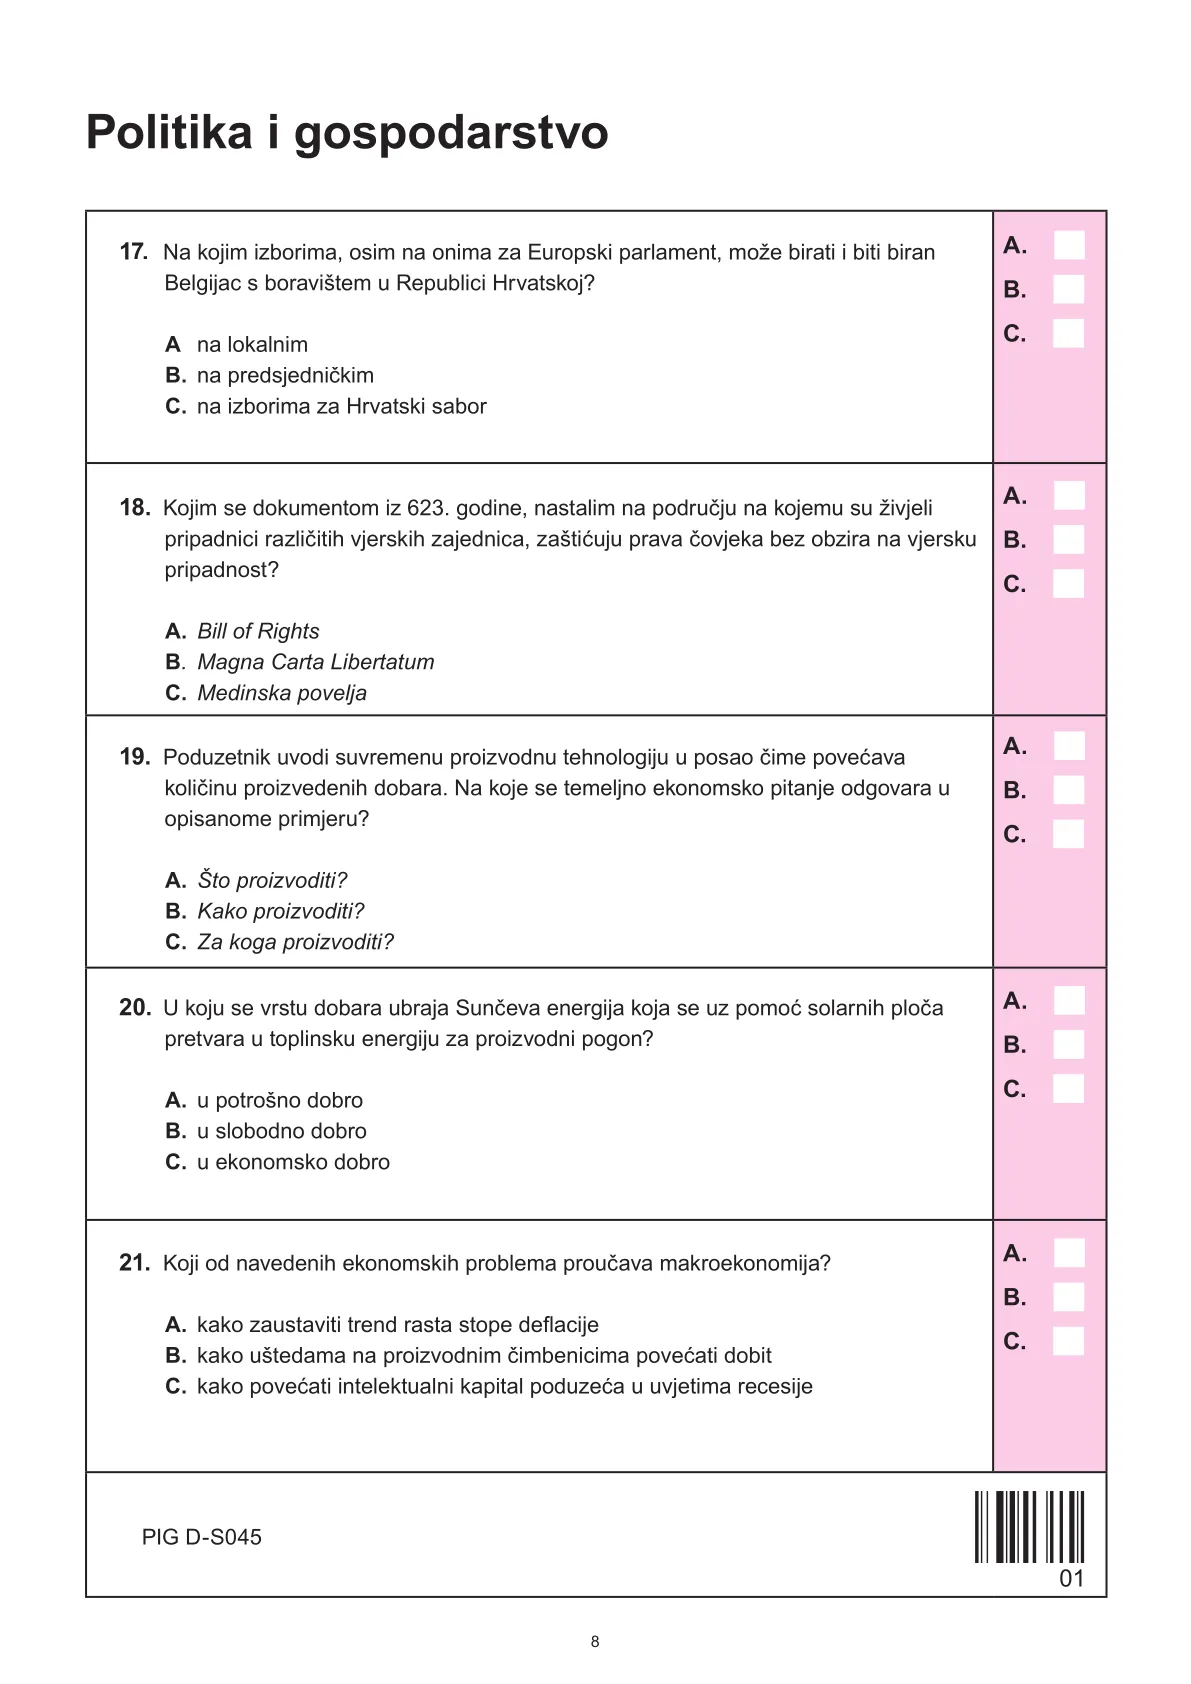 Politika i gospodarstvo
17. Na kojim izborima, osim na onima za Europski parlament, može birati i biti biran
Belgijac s boravištem u Republici Hrvatskoj?
A na lokalnim
B. na predsjedničkim
C. na izborima za Hrvatski sabor
A.
B.
C.
18. Kojim se dokumentom iz 623. godine, nastalim na području na kojemu su živjeli
pripadnici različitih vjerskih zajednica, zaštićuju prava čovjeka bez obzira na vjersku
pripadnost?
A. Bill of Rights
B. Magna Carta Libertatum
C. Medinska povelja
A.
B.
C.
19. Poduzetnik uvodi suvremenu proizvodnu tehnologiju u posao čime povećava
količinu proizvedenih dobara. Na koje se temeljno ekonomsko pitanje odgovara u
opisanome primjeru?
A. Što proizvoditi?
B. Kako proizvoditi?
C. Za koga proizvoditi?
A.
B.
C.
20. U koju se vrstu dobara ubraja Sunčeva energija koja se uz pomoć solarnih ploča
pretvara u toplinsku energiju za proizvodni pogon?
A. u potrošno dobro
B. u slobodno dobro
C. u ekonomsko dobro
A.
B.
C.
21. Koji od navedenih ekonomskih problema proučava makroekonomija?
A. kako zaustaviti trend rasta stope deflacije
B. kako uštedama na proizvodnim čimbenicima povećati dobit
C. kako povećati intelektualni kapital poduzeća u uvjetima recesije
A.
B.
C.
PIG D-S045
01
8